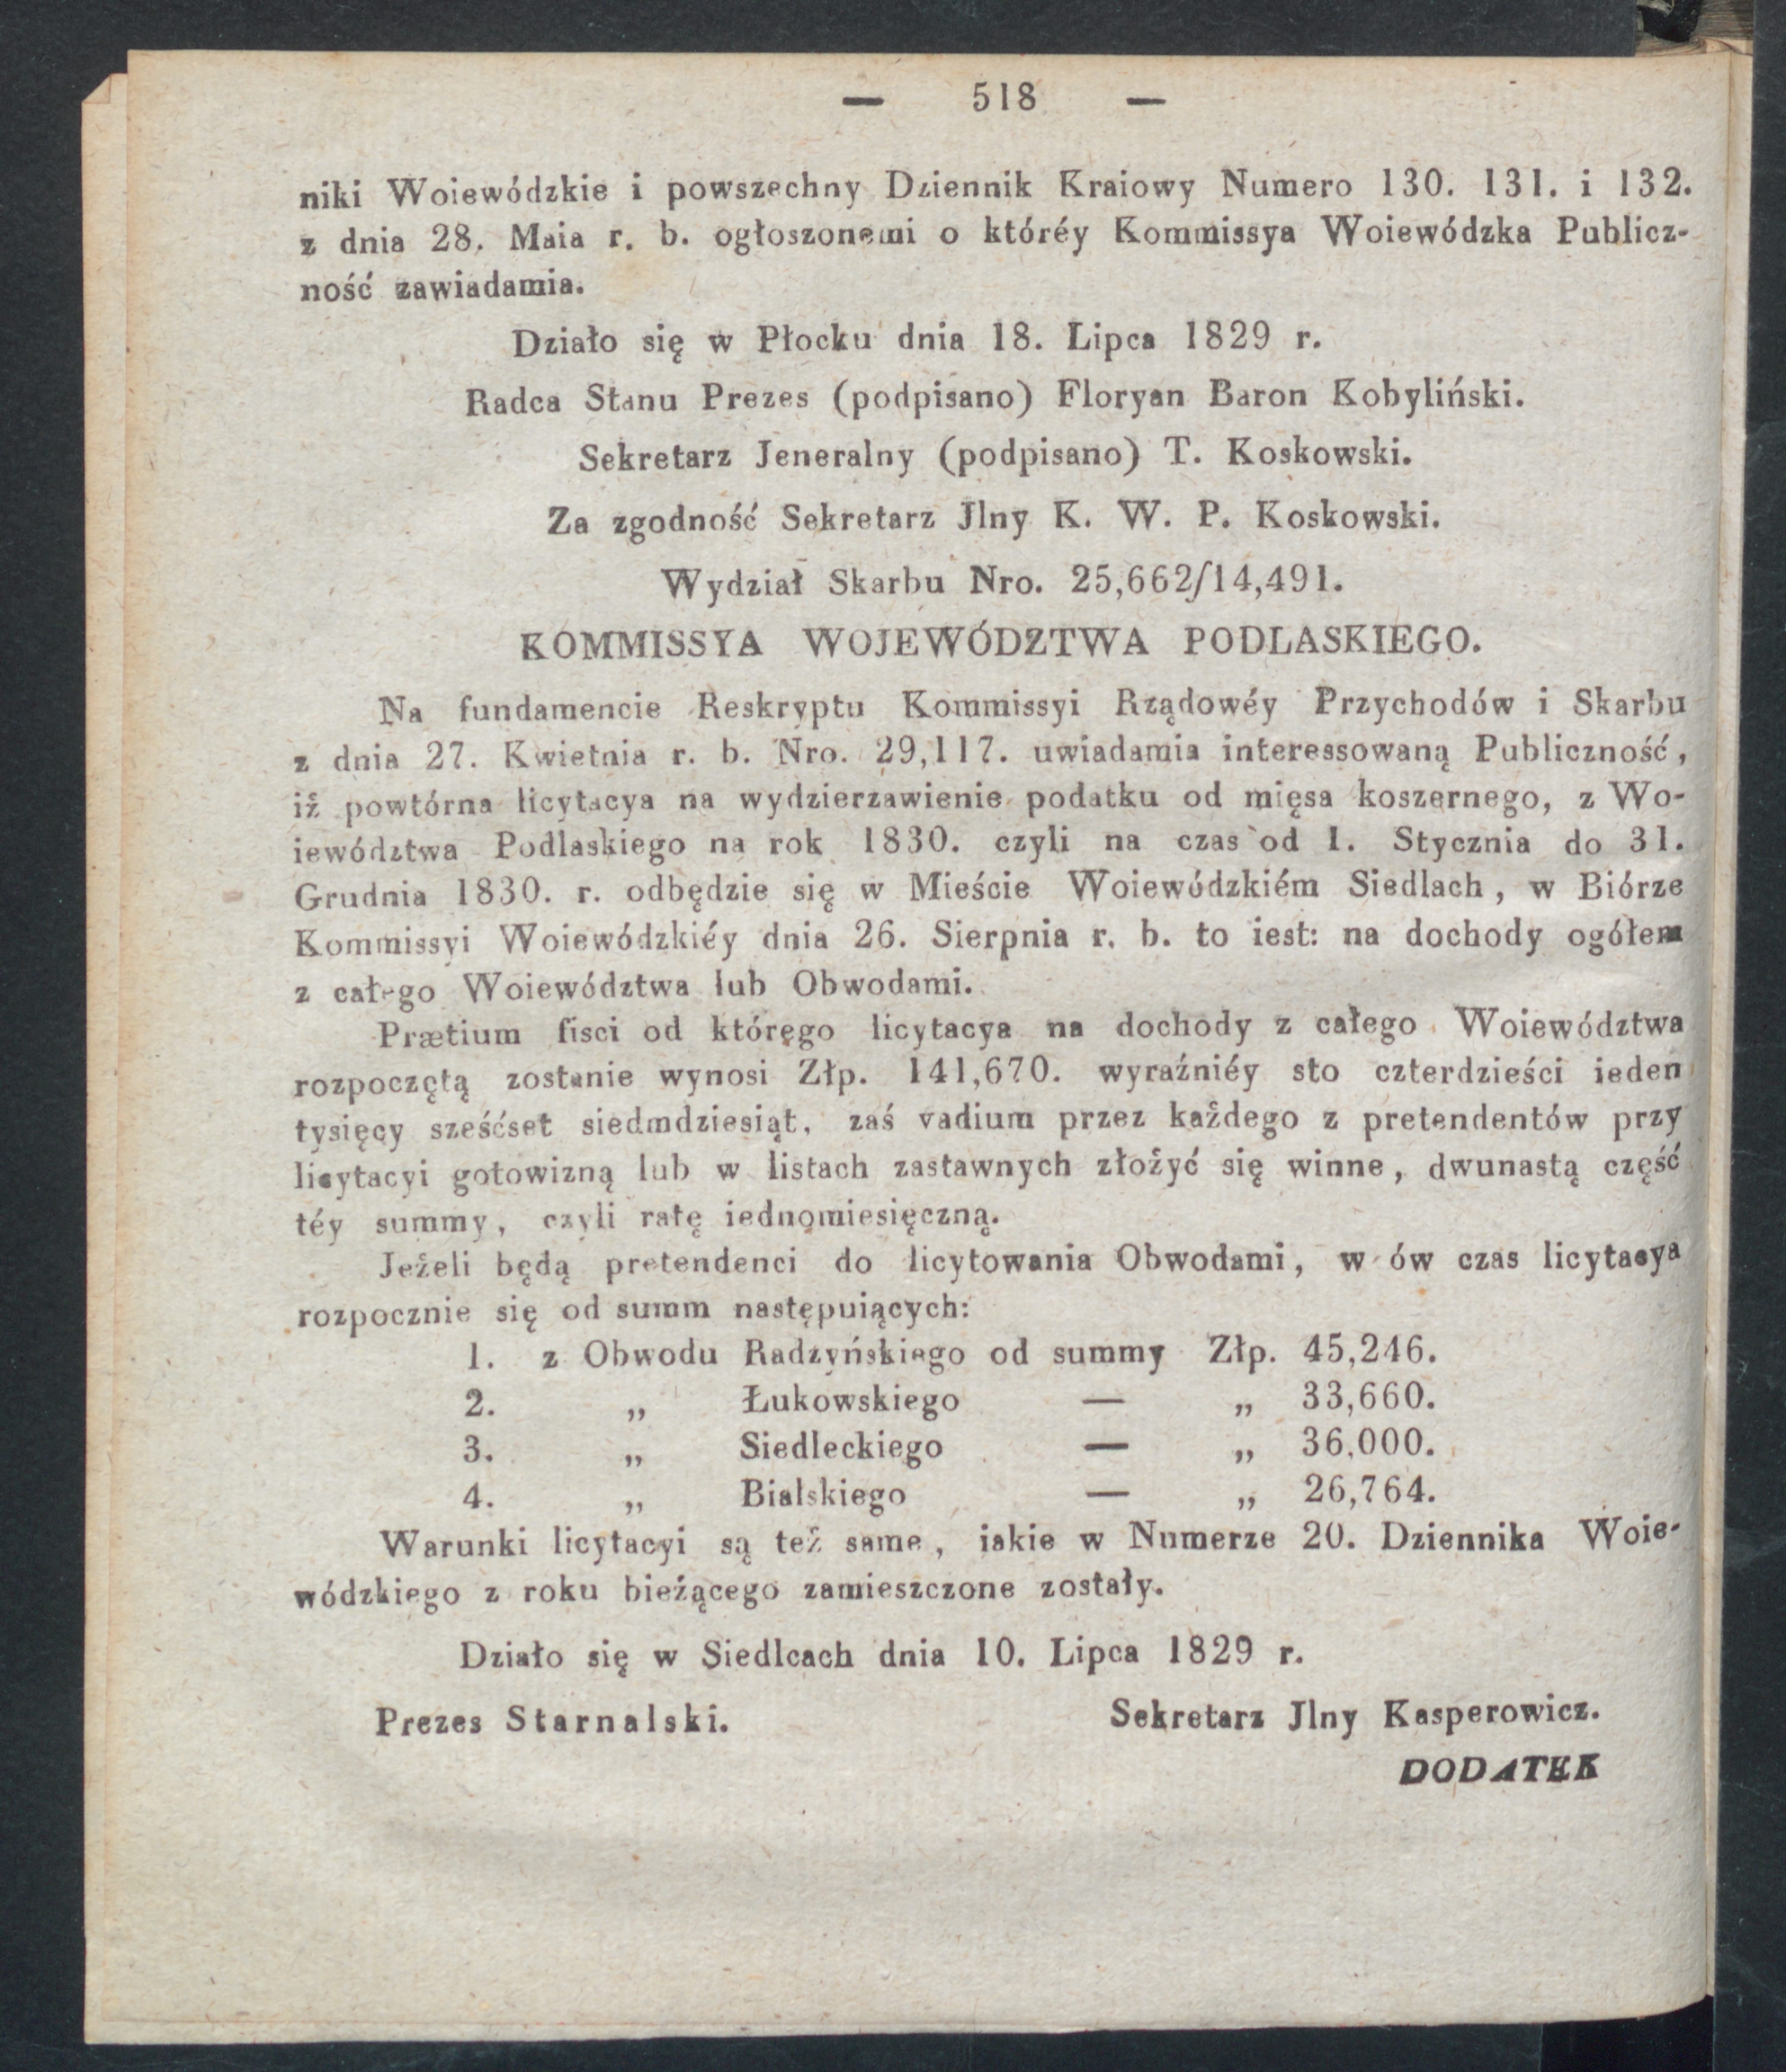 — 518 —
niki Woiewódzkie i powszechny Dziennik Kraiowy Numero 130. 131. i 132.
z dnia 28. Maia r. b. ogłoszonemi o któréy Kommissya Woiewódzka Publicz-
ność zawiadamia.
Działo się w Płocku dnia 18. Lipca 1829 r.
Radca Stanu Prezes (podpisano) Floryan Baron Kobyliński.
Sekretarz Jeneralny (podpisano) T. Koskowski.
Za zgodność Sekretarz Jlny K. W. P. Koskowski.
Wydział Skarbu Nro. 25,662/14,491.
KOMMISSYA WOJEWÓDZTWA PODLASKIEGO.
Na fundamencie Reskryptu Kommissyi Rządowéy Przychodów i Skarbu
z dnia 27. Kwietnia r. b. Nro. 29,117. uwiadamia interessowaną Publiczność,
iż powtórna licytacya na wydzierzawienie podatku od mięsa koszernego, z Wo-
iewództwa Podlaskiego na rok 1830. czyli na czas od 1. Stycznia do 31.
Grudnia 1830. r. odbędzie się w Mieście Woiewódzkiém Siedlach, w Biórze
Kommissyi Woiewódzkiéy dnia 26. Sierpnia r. b. to iest: na dochody ogółem
z całego Woiewództwa lub Obwodami.
Prætium fisci od którego licytacya na dochody z całego Woiewództwa
rozpoczętą zostanie wynosi Złp. 141,670. wyraźniéy sto czterdzieści ieden
tysięcy sześćset siedmdziesiąt, zaś vadium przez każdego z pretendentów przy
licytacyi gotowizną lub w listach zastawnych złożyć się winne, dwunastą część
téy summy, czyli ratę iednomiesięczną.
Jeżeli będą pretendenci do licytowania Obwodami, w ów czas licytacya
rozpocznie się od summ następuiących:
1. z Obwodu Radzyńskiego od summy Złp. 45,246.
2. „ Łukowskiego — „ 33,660.
3. „ Siedleckiego — „ 36,000.
4. „ Bialskiego — „ 26,764.
Warunki licytacyi są też same, iakie w Numerze 20. Dziennika Woie-
wódzkiego z roku bieżącego zamieszczone zostały.
Działo się w Siedlcach dnia 10. Lipca 1829 r.
Prezes Starnalski. Sekretarz Jlny Kasperowicz.
DODATEK